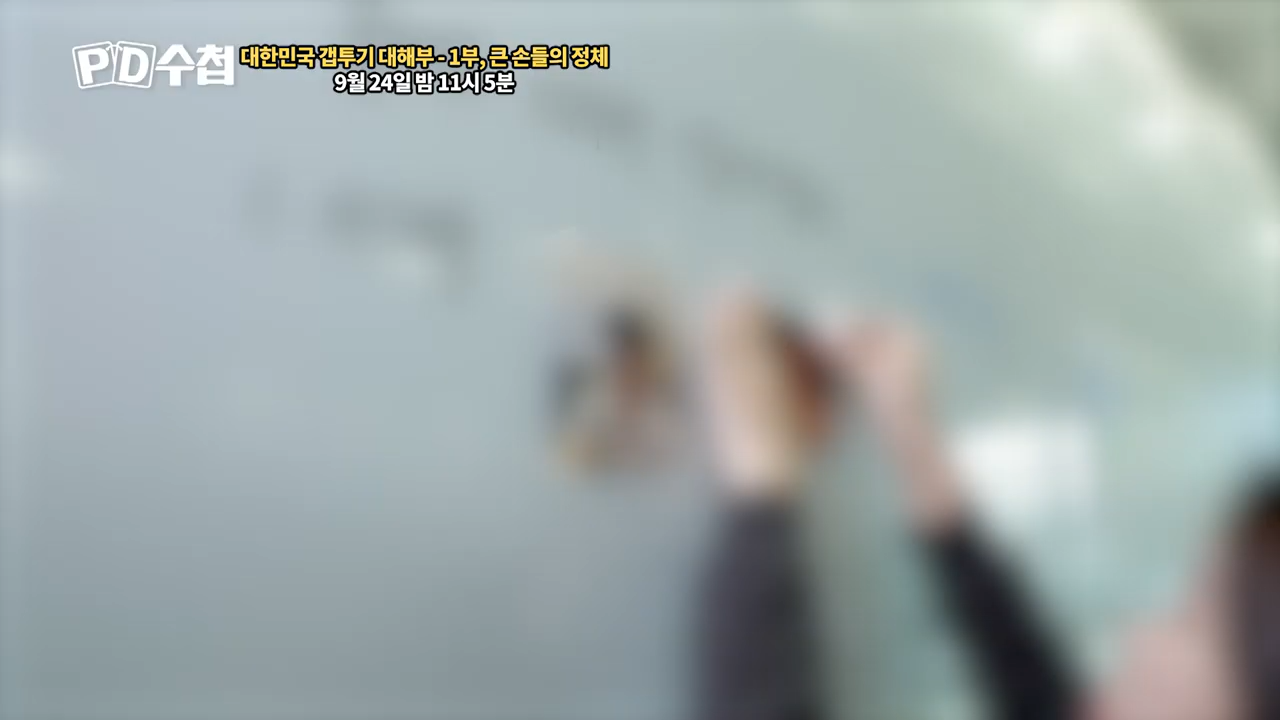 PD수첩
대한민국 갭투기 대해부 - 1부, 큰 손들의 정체
9월 24일 밤 11시 5분